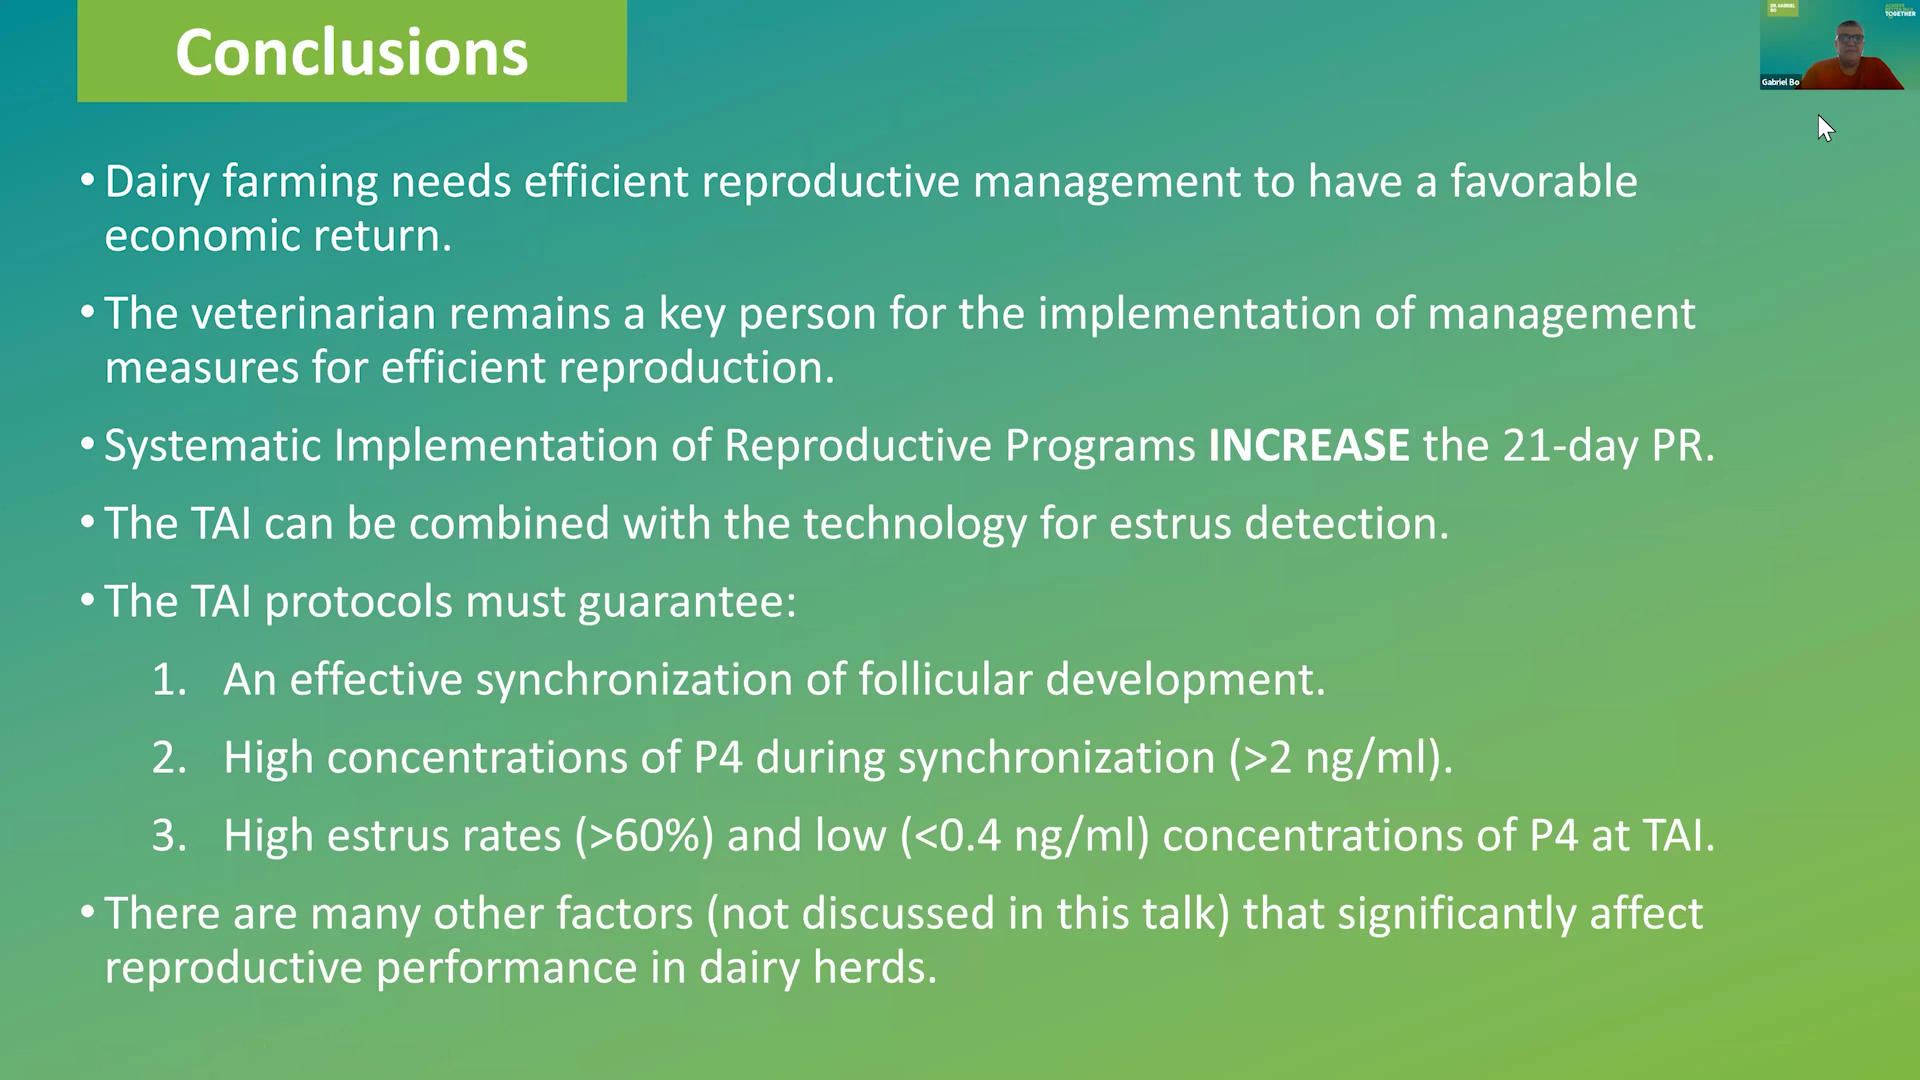 Conclusions
DR. GABRIEL
BO
TOGETHER
Gabriel Bo
• Dairy farming needs efficient reproductive management to have a favorable
economic return.
• The veterinarian remains a key person for the implementation of management
measures for efficient reproduction.
• Systematic Implementation of Reproductive Programs INCREASE the 21-day PR.
• The TAI can be combined with the technology for estrus detection.
• The TAI protocols must guarantee:
1. An effective synchronization of follicular development.
2. High concentrations of P4 during synchronization (>2 ng/ml).
3. High estrus rates (>60%) and low (<0.4 ng/ml) concentrations of P4 at TAI.
• There are many other factors (not discussed in this talk) that significantly affect
reproductive performance in dairy herds.